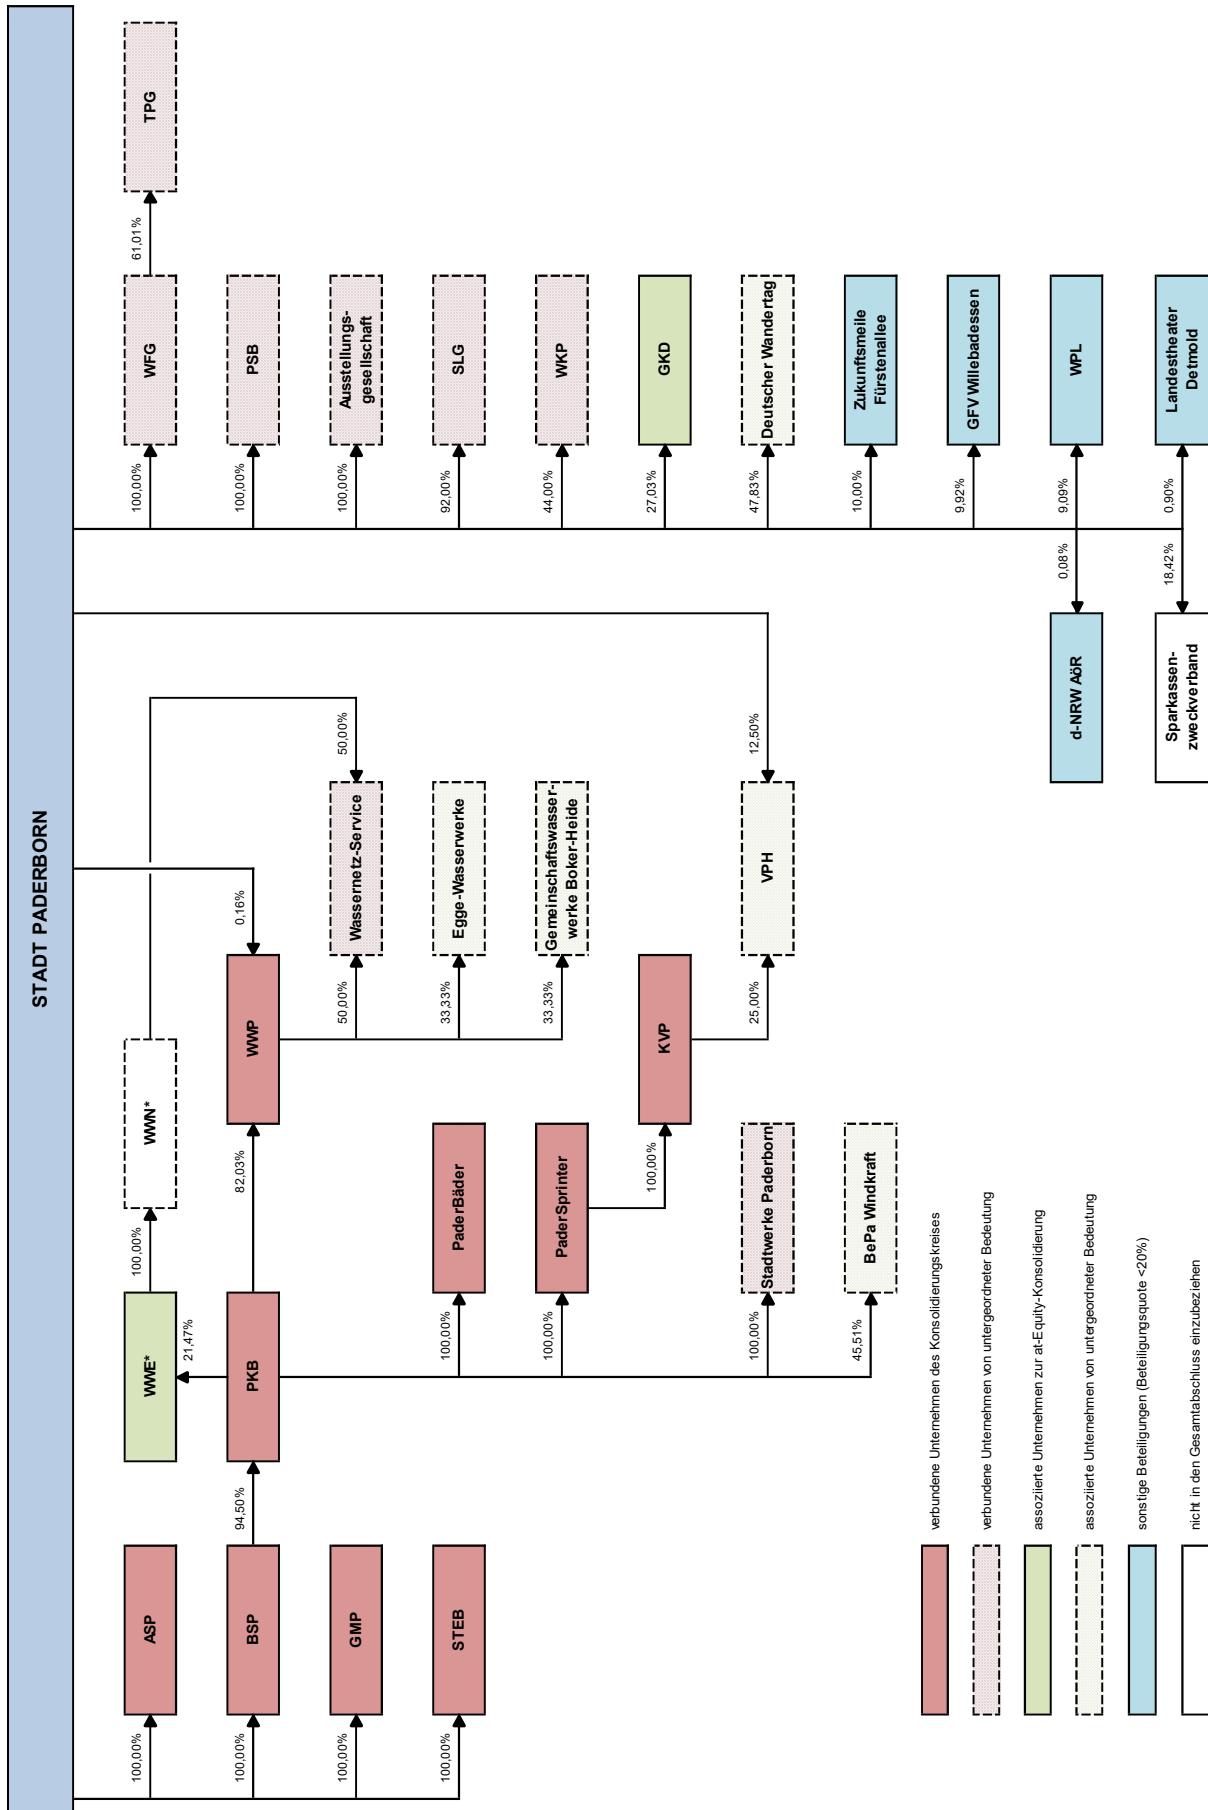 STADT PADERBORN
100,00%
ASP
100,00%
BSP
100,00%
GMP
100,00%
STEB
94,50%
WWE*
21,47%
PKB
100,00%
WWN*
82,03%
WWP
0,16%
100,00%
PaderBäder
100,00%
PaderSprinter
100,00%
KVP
100,00%
Stadtwerke Paderborn
45,51%
BePa Windkraft
50,00%
50,00%
Wassernetz-Service
33,33%
Egge-Wasserwerke
33,33%
Gemeinschaftswasser-
werke Boker-Heide
25,00%
12,50%
VPH
100,00%
WFG
61,01%
TPG
100,00%
PSB
100,00%
Ausstellungs-
gesellschaft
92,00%
SLG
44,00%
WKP
27,03%
GKD
47,83%
Deutscher Wandertag
10,00%
Zukunftsmeile
Fürstenallee
9,92%
GFV Willebadessen
0,08%
d-NRW AöR
9,09%
WPL
18,42%
Sparkassen-
zweckverband
0,90%
Landestheater
Detmold
verbundene Unternehmen des Konsolidierungskreises
verbundene Unternehmen von untergeordneter Bedeutung
assoziierte Unternehmen zur at-Equity-Konsolidierung
assoziierte Unternehmen von untergeordneter Bedeutung
sonstige Beteiligungen (Beteiligungsquote <20%)
nicht in den Gesamtabschluss einzubeziehen